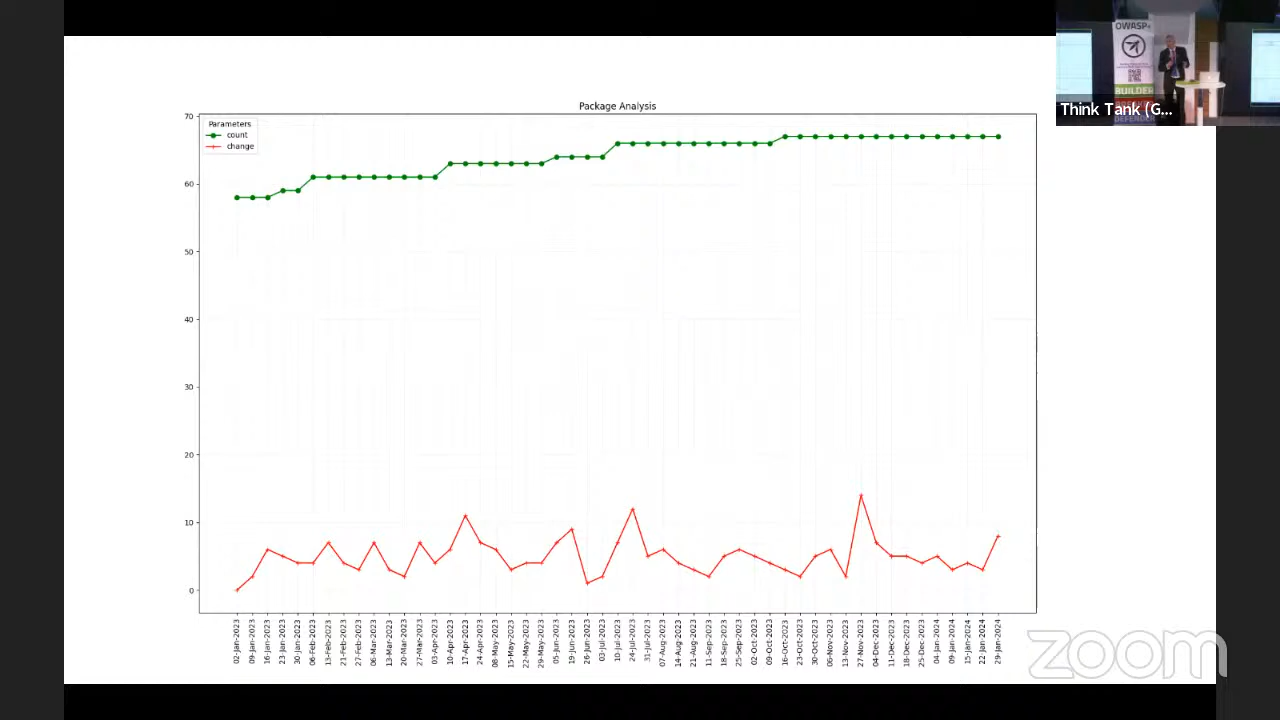 Package Analysis
Parameters
count
change
70
60
50
40
30
20
10
0
02-Jan-2023
09-Jan-2023
16-Jan-2023
23-Jan-2023
30-Jan-2023
06-Feb-2023
13-Feb-2023
21-Feb-2023
27-Feb-2023
06-Mar-2023
13-Mar-2023
20-Mar-2023
27-Mar-2023
03-Apr-2023
10-Apr-2023
17-Apr-2023
24-Apr-2023
08-May-2023
15-May-2023
22-May-2023
29-May-2023
05-Jun-2023
19-Jun-2023
26-Jun-2023
03-Jul-2023
10-Jul-2023
24-Jul-2023
31-Jul-2023
07-Aug-2023
14-Aug-2023
21-Aug-2023
11-Sep-2023
18-Sep-2023
25-Sep-2023
02-Oct-2023
09-Oct-2023
16-Oct-2023
23-Oct-2023
30-Oct-2023
06-Nov-2023
13-Nov-2023
27-Nov-2023
04-Dec-2023
11-Dec-2023
18-Dec-2023
25-Dec-2023
04-Jan-2024
09-Jan-2024
15-Jan-2024
22-Jan-2024
29-Jan-2024
OWASP
BUILDER
DEFENDER
Think Tank (G...
zoom